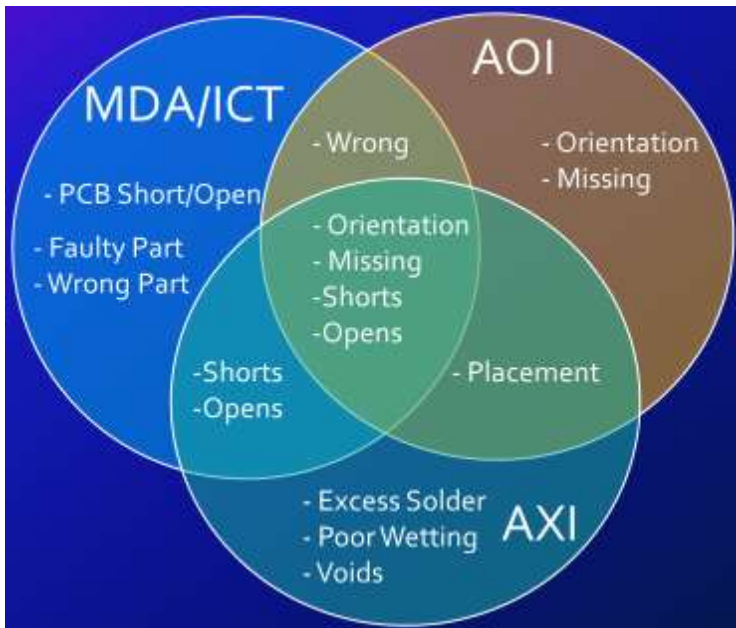 MDA/ICT
AOI
- Wrong
- Orientation
- Missing
- PCB Short/Open
- Faulty Part
- Wrong Part
- Orientation
- Missing
-Shorts
- Opens
-Shorts
-Opens
- Placement
- Excess Solder
- Poor Wetting
- Voids
AXI